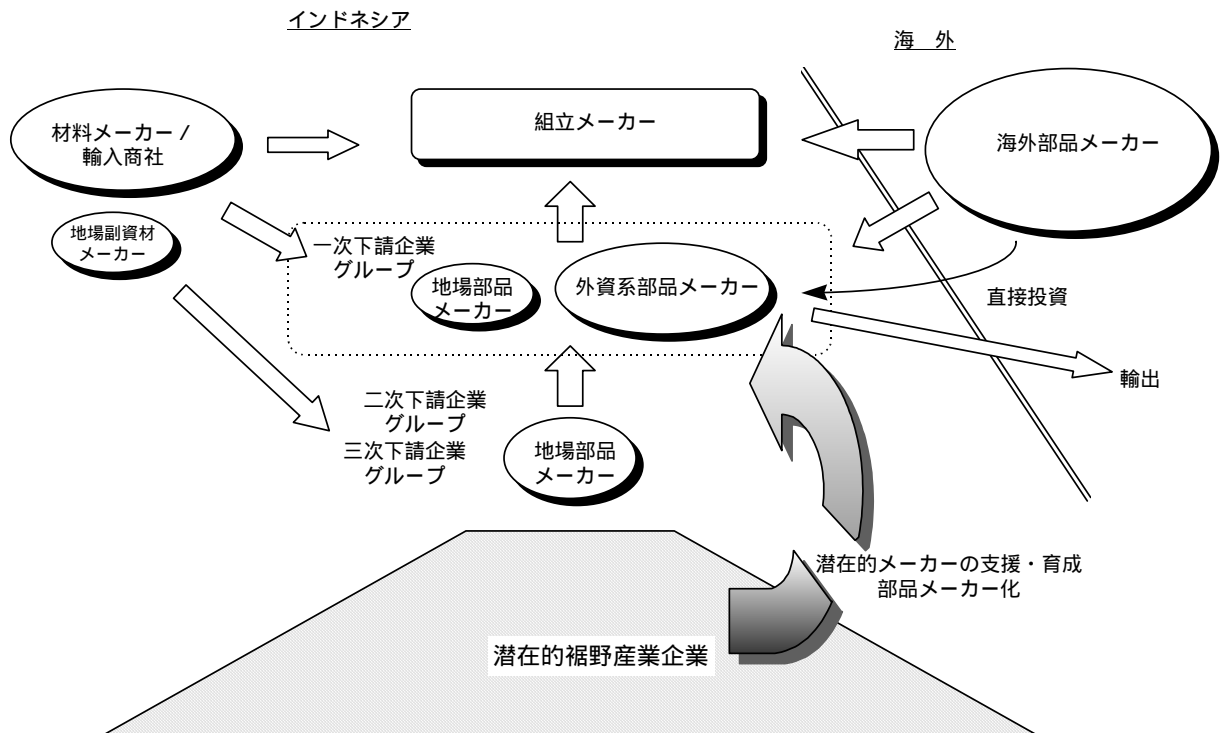 インドネシア
海　外
材料メーカー /
輸入商社
組立メーカー
海外部品メーカー
地場副資材
メーカー
一次下請企業
グループ
地場部品
メーカー
外資系部品メーカー
直接投資
輸出
二次下請企業
グループ
三次下請企業
グループ
地場部品
メーカー
潜在的メーカーの支援・育成
部品メーカー化
潜在的裾野産業企業